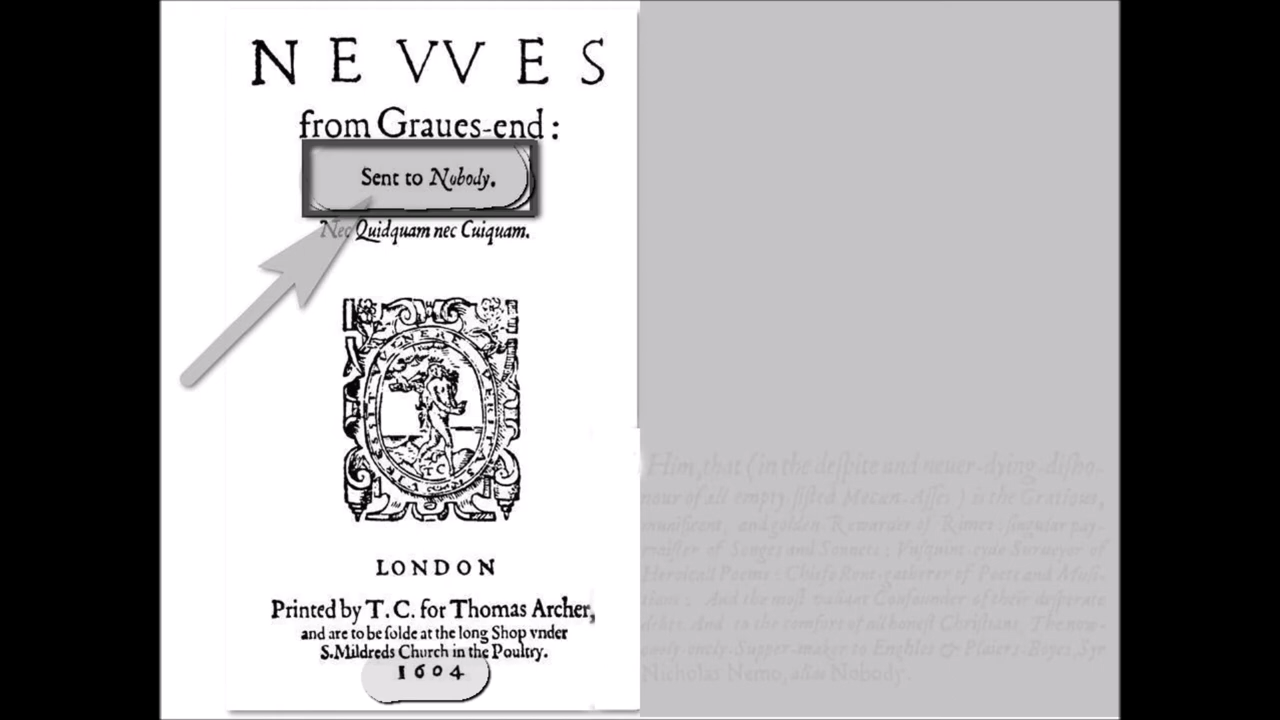 NEVVES
from Graues-end:
Sent to Nobody.
Nec Quidquam nec Cuiquam.
VENERE
T C
LONDON
Printed by T. C. for Thomas Archer,
and are to be ſolde at the long Shop vnder
S. Mildreds Church in the Poultry.
1604
Him, that (in the deſpite and neuer-dying-diſho-
nour of all empty-fiſted Mecæn-Aſſes) is the Gratious,
munificent, and golden Rewarder of Rimes: ſingular pay-
maiſter of Songes and Sonnets: Surueyor of
Heroicall Poems: Chiefe Rent-gatherer of Poets and Muſi-
tians: And the moſt valiant Confounder of their deſperate
debts: And to the comfort of all honeſt Chriſtians, The now-
onely-onely-Supper-maker to Engles & Plaiers-Boyes, Syr
Nicholas Nemo, alias Nobody.